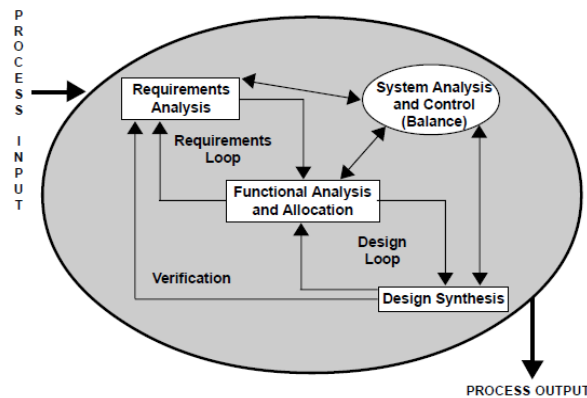 PROCESS INPUT
Requirements
Analysis
System Analysis
and Control
(Balance)
Requirements
Loop
Functional Analysis
and Allocation
Design
Loop
Verification
Design Synthesis
PROCESS OUTPUT